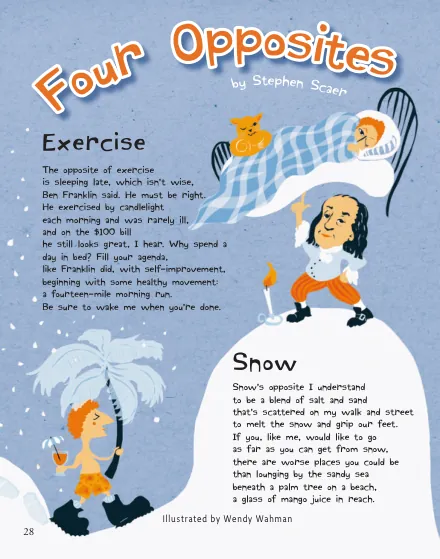 Four Opposites
by Stephen Scaer
Exercise
The opposite of exercise
is sleeping late, which isn't wise,
Ben Franklin said. He must be right.
He exercised by candlelight
each morning and was rarely ill,
and on the $100 bill
he still looks great, I hear. Why spend a
day in bed? Fill your agenda,
like Franklin did, with self-improvement,
beginning with some healthy movement:
a fourteen-mile morning run.
Be sure to wake me when you're done.
Snow
Snow's opposite I understand
to be a blend of salt and sand
that's scattered on my walk and street
to melt the snow and grip our feet.
If you, like me, would like to go
as far as you can get from snow,
there are worse places you could be
than lounging by the sandy sea
beneath a palm tree on a beach,
a glass of mango juice in reach.
Illustrated by Wendy Wahman
28